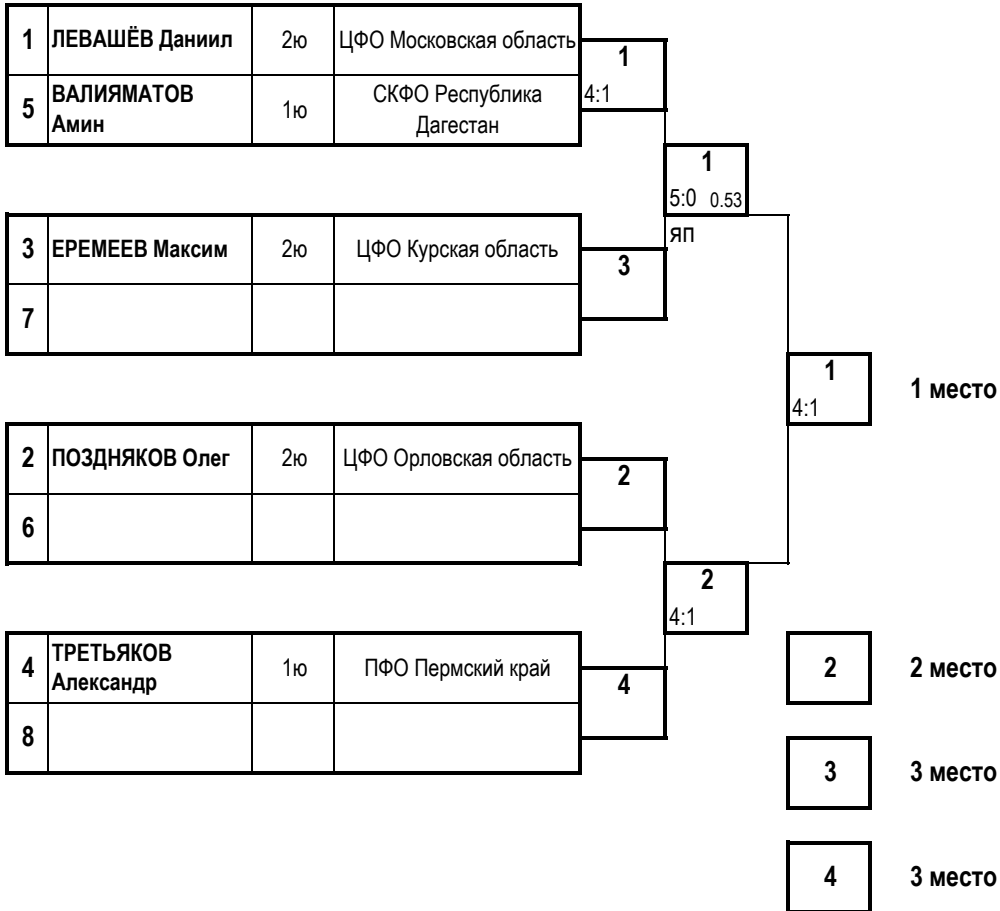 1 ЛЕВАШЁВ Даниил 2ю ЦФО Московская область
1
4:1
5 ВАЛИЯМАТОВ Амин 1ю СКФО Республика Дагестан
1
5:0 0.53
яп
3 ЕРЕМЕЕВ Максим 2ю ЦФО Курская область
3
7
1
4:1
1 место
2 ПОЗДНЯКОВ Олег 2ю ЦФО Орловская область
2
6
2
4:1
4 ТРЕТЬЯКОВ Александр 1ю ПФО Пермский край
4
8
2 2 место
3 3 место
4 3 место